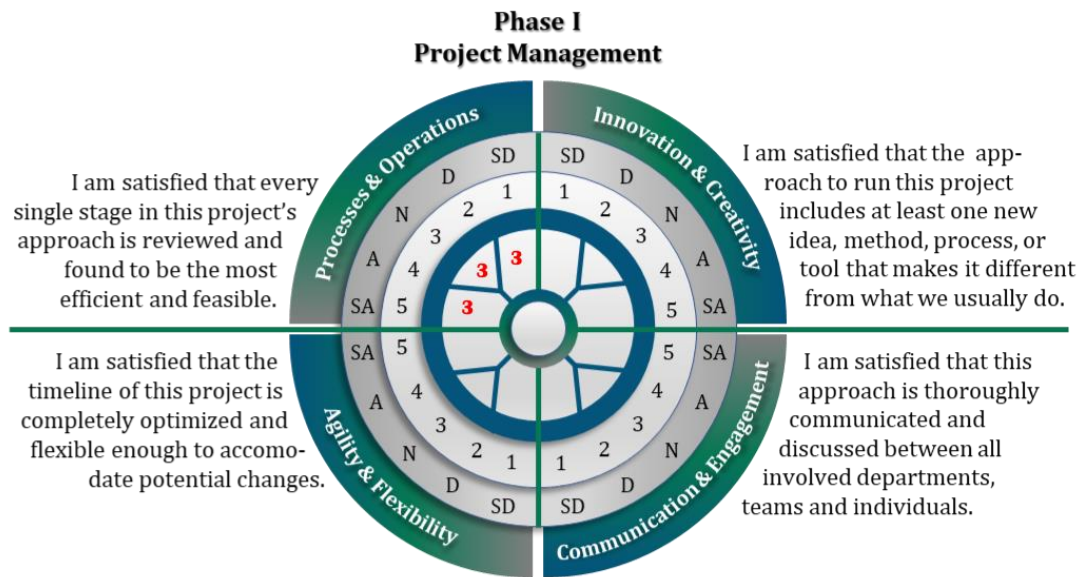 Phase I
Project Management
Processes & Operations
I am satisfied that every
single stage in this project's
approach is reviewed and
found to be the most
efficient and feasible.
SD
D
N
A
SA
1
2
3
4
5
3
3
3
Innovation & Creativity
I am satisfied that the app-
roach to run this project
includes at least one new
idea, method, process, or
tool that makes it different
from what we usually do.
SD
D
N
A
SA
1
2
3
4
5
Agility & Flexibility
I am satisfied that the
timeline of this project is
completely optimized and
flexible enough to accomo-
date potential changes.
SA
A
N
D
SD
5
4
3
2
1
Communication & Engagement
I am satisfied that this
approach is thoroughly
communicated and
discussed between all
involved departments,
teams and individuals.
SA
A
N
D
SD
5
4
3
2
1